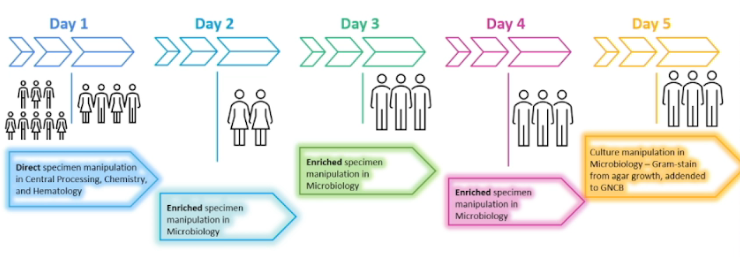 Day 1
Day 2
Day 3
Day 4
Day 5
Direct specimen manipulation
in Central Processing, Chemistry,
and Hematology
Enriched specimen
manipulation in
Microbiology
Enriched specimen
manipulation in
Microbiology
Enriched specimen
manipulation in
Microbiology
Culture manipulation in
Microbiology – Gram-stain
from agar growth, addended
to GNCB